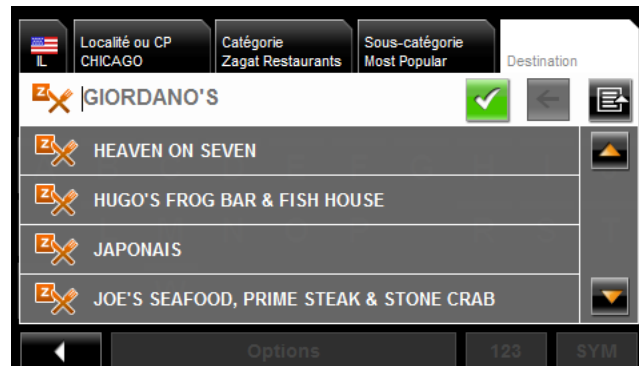 IL
Localité ou CP
CHICAGO
Catégorie
Zagat Restaurants
Sous-catégorie
Most Popular
Destination
Z GIORDANO'S
Z HEAVEN ON SEVEN
Z HUGO'S FROG BAR & FISH HOUSE
Z JAPONAIS
Z JOE'S SEAFOOD, PRIME STEAK & STONE CRAB
Options 123 SYM